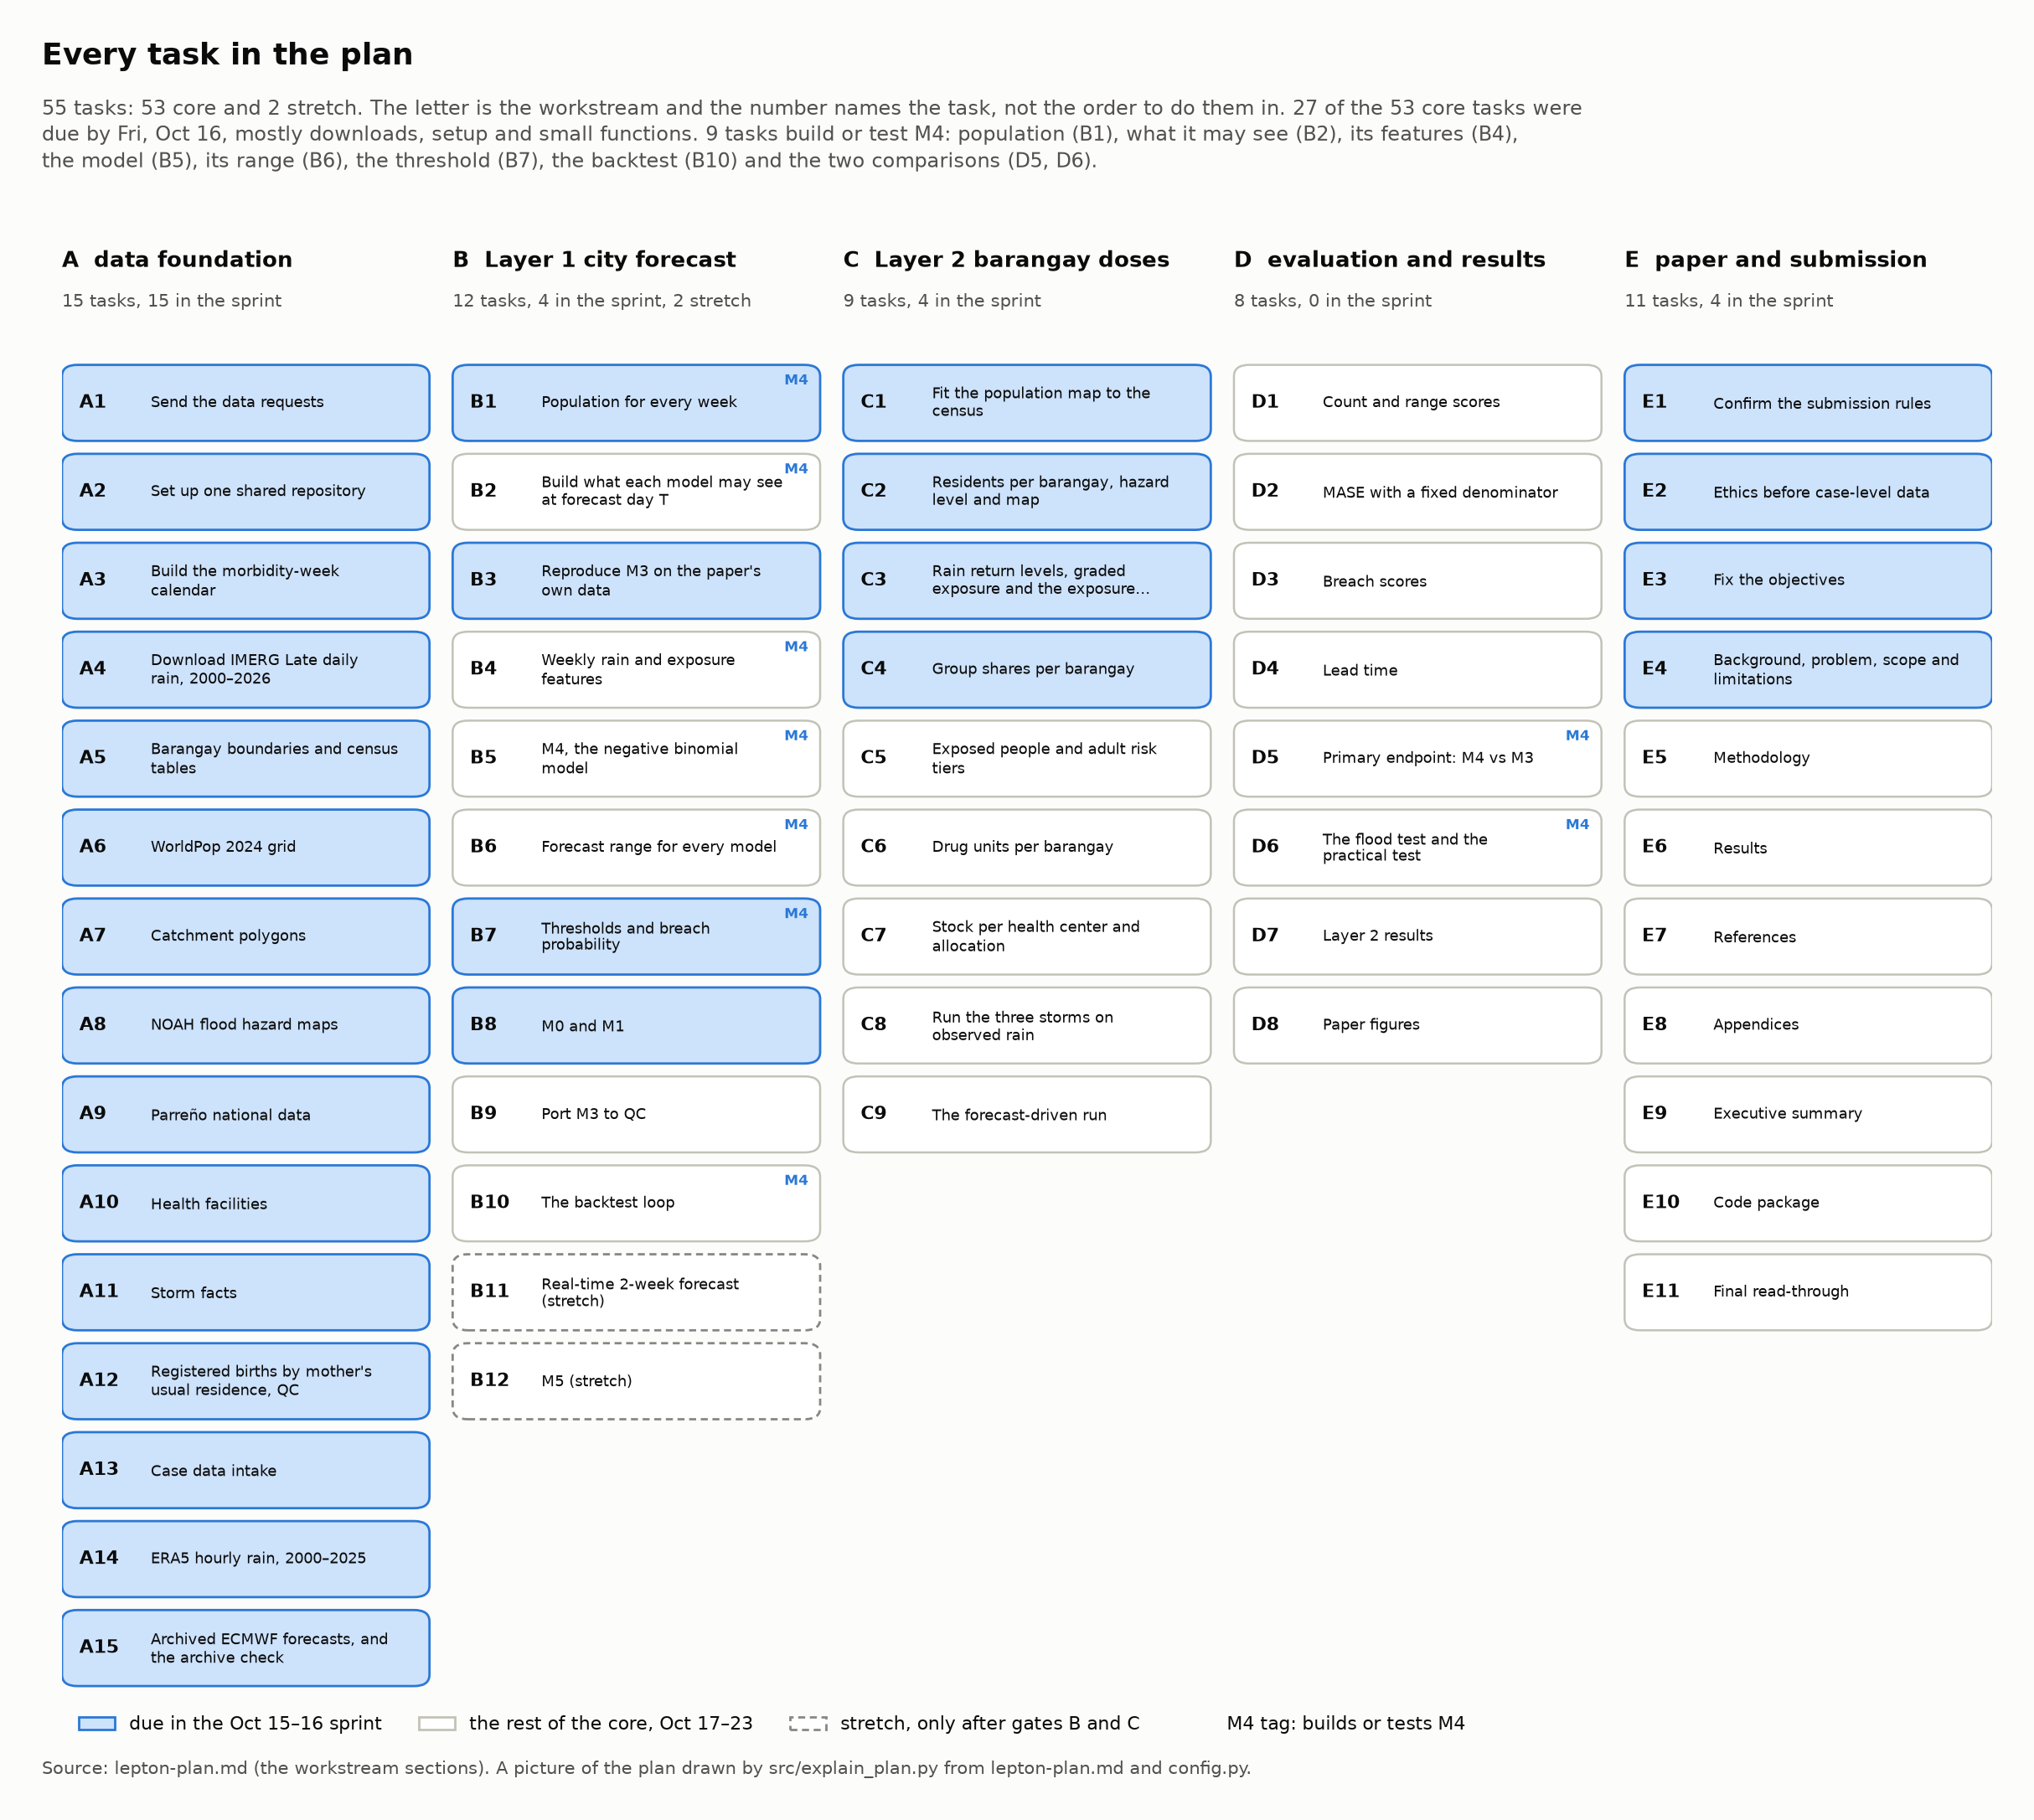 Every task in the plan
55 tasks: 53 core and 2 stretch. The letter is the workstream and the number names the task, not the order to do them in. 27 of the 53 core tasks were
due by Fri, Oct 16, mostly downloads, setup and small functions. 9 tasks build or test M4: population (B1), what it may see (B2), its features (B4),
the model (B5), its range (B6), the threshold (B7), the backtest (B10) and the two comparisons (D5, D6).
A data foundation
15 tasks, 15 in the sprint
A1 Send the data requests
A2 Set up one shared repository
A3 Build the morbidity-week
calendar
A4 Download IMERG Late daily
rain, 2000–2026
A5 Barangay boundaries and census
tables
A6 WorldPop 2024 grid
A7 Catchment polygons
A8 NOAH flood hazard maps
A9 Parreño national data
A10 Health facilities
A11 Storm facts
A12 Registered births by mother's
usual residence, QC
A13 Case data intake
A14 ERA5 hourly rain, 2000–2025
A15 Archived ECMWF forecasts, and
the archive check
B Layer 1 city forecast
12 tasks, 4 in the sprint, 2 stretch
M4
B1 Population for every week
M4
B2 Build what each model may see
at forecast day T
B3 Reproduce M3 on the paper's
own data
M4
B4 Weekly rain and exposure
features
M4
B5 M4, the negative binomial
model
M4
B6 Forecast range for every model
M4
B7 Thresholds and breach
probability
B8 M0 and M1
B9 Port M3 to QC
M4
B10 The backtest loop
B11 Real-time 2-week forecast
(stretch)
B12 M5 (stretch)
C Layer 2 barangay doses
9 tasks, 4 in the sprint
C1 Fit the population map to the
census
C2 Residents per barangay, hazard
level and map
C3 Rain return levels, graded
exposure and the exposure…
C4 Group shares per barangay
C5 Exposed people and adult risk
tiers
C6 Drug units per barangay
C7 Stock per health center and
allocation
C8 Run the three storms on
observed rain
C9 The forecast-driven run
D evaluation and results
8 tasks, 0 in the sprint
D1 Count and range scores
D2 MASE with a fixed denominator
D3 Breach scores
D4 Lead time
M4
D5 Primary endpoint: M4 vs M3
M4
D6 The flood test and the
practical test
D7 Layer 2 results
D8 Paper figures
E paper and submission
11 tasks, 4 in the sprint
E1 Confirm the submission rules
E2 Ethics before case-level data
E3 Fix the objectives
E4 Background, problem, scope and
limitations
E5 Methodology
E6 Results
E7 References
E8 Appendices
E9 Executive summary
E10 Code package
E11 Final read-through
due in the Oct 15–16 sprint
the rest of the core, Oct 17–23
stretch, only after gates B and C
M4 tag: builds or tests M4
Source: lepton-plan.md (the workstream sections). A picture of the plan drawn by src/explain_plan.py from lepton-plan.md and config.py.